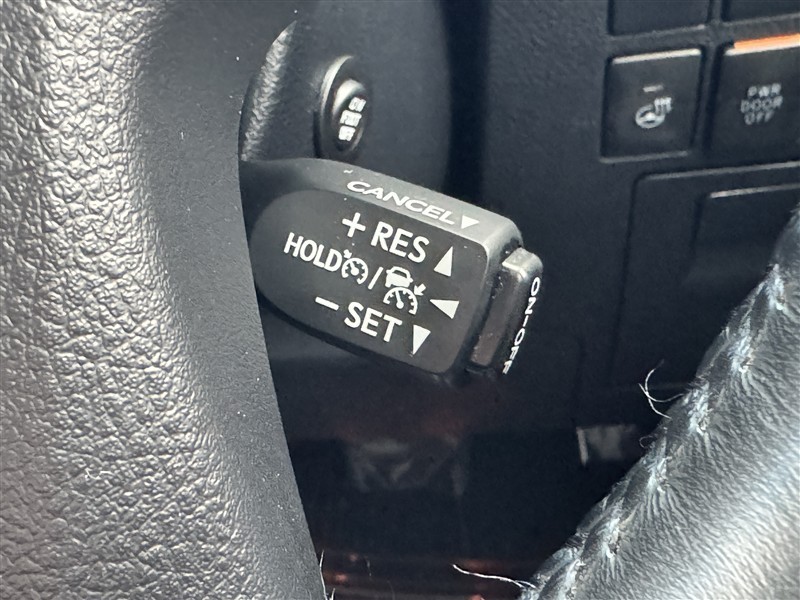 CANCEL
+ RES
HOLD /
− SET
ON-OFF
PWR
DOOR
OFF